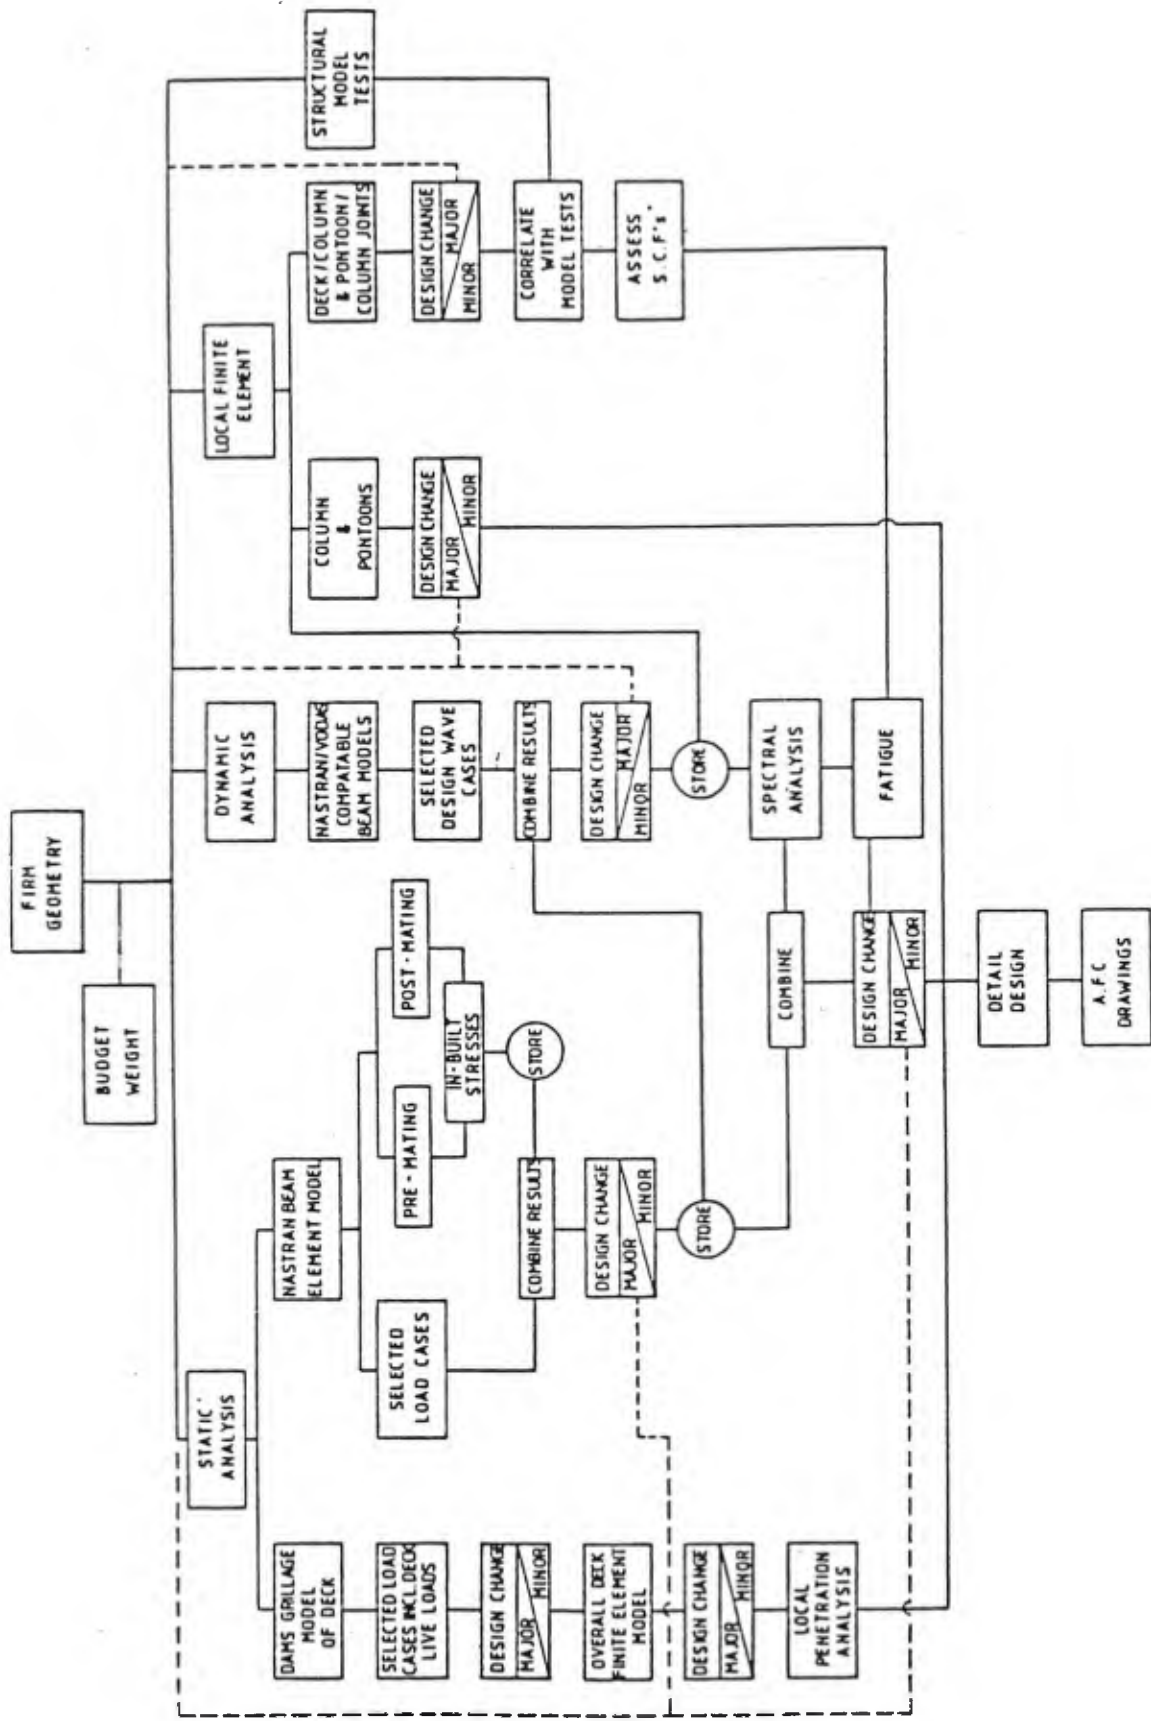 FIRM
GEOMETRY
BUDGET
WEIGHT
STATIC
ANALYSIS
DAMS GRILLAGE
MODEL
OF DECK
SELECTED LOAD
CASES INCL. DECK
LIVE LOADS
DESIGN CHANGE
MAJOR
MINOR
OVERALL DECK
FINITE ELEMENT
MODEL
DESIGN CHANGE
MAJOR
MINOR
LOCAL
PENETRATION
ANALYSIS
NASTRAN BEAM
ELEMENT MODEL
SELECTED
LOAD CASES
PRE-MATING
POST-MATING
IN-BUILT
STRESSES
STORE
COMBINE RESULTS
DESIGN CHANGE
MAJOR
MINOR
STORE
DYNAMIC
ANALYSIS
NASTRAN/VODAS
COMPATABLE
BEAM MODELS
SELECTED
DESIGN WAVE
CASES
COMBINE RESULTS
DESIGN CHANGE
MAJOR
MINOR
STORE
SPECTRAL
ANALYSIS
FATIGUE
COMBINE
DESIGN CHANGE
MAJOR
MINOR
DETAIL
DESIGN
A.F.C
DRAWINGS
LOCAL FINITE
ELEMENT
COLUMN
&
PONTOONS
DESIGN CHANGE
MAJOR
MINOR
DECK/COLUMN
& PONTOON/
COLUMN JOINTS
DESIGN CHANGE
MAJOR
MINOR
CORRELATE
WITH
MODEL TESTS
ASSESS
S.C.F's'
STRUCTURAL
MODEL
TESTS